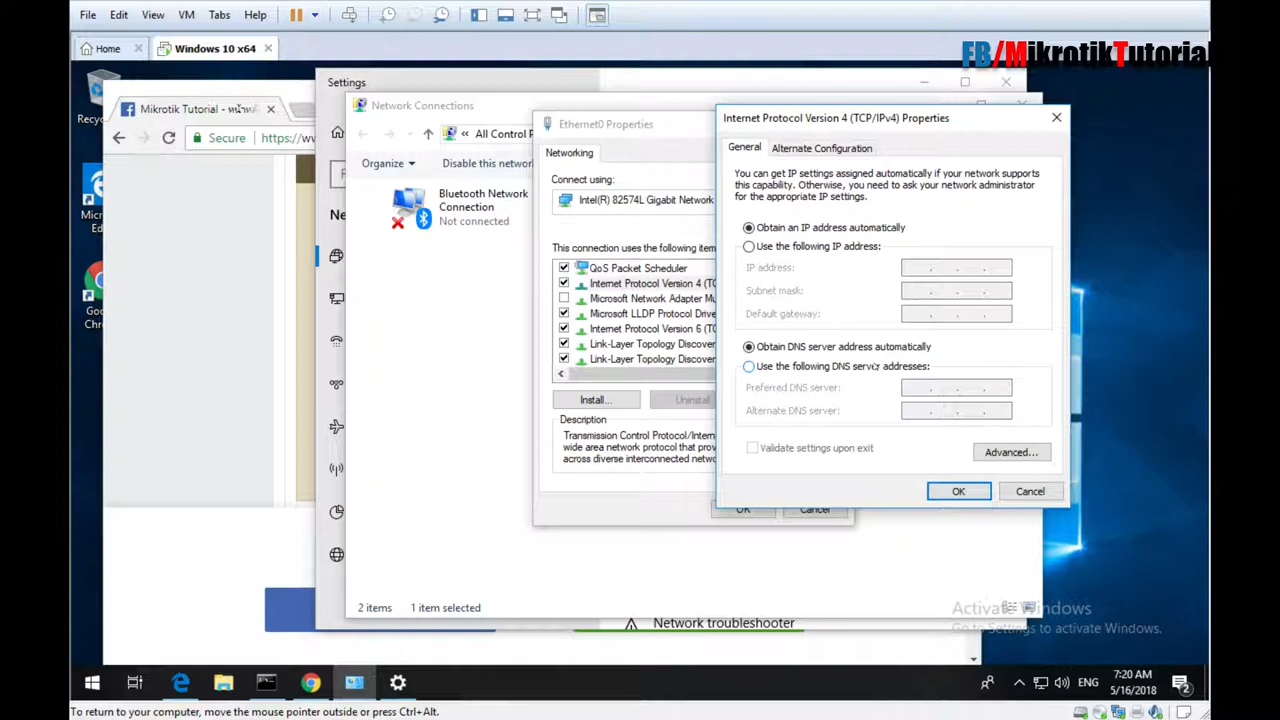 File Edit View VM Tabs Help
Home Windows 10 x64
FB/MikrotikTutorial
Settings
Mikrotik Tutorial -
Secure https://ww
Network Connections
All Control P
Organize Disable this networ
Bluetooth Network
Connection
Not connected
Ethernet0 Properties
Networking
Connect using:
Intel(R) 82574L Gigabit Network
This connection uses the following item
QoS Packet Scheduler
Internet Protocol Version 4 (TC
Microsoft Network Adapter Mu
Microsoft LLDP Protocol Drive
Internet Protocol Version 6 (TC
Link-Layer Topology Discover
Link-Layer Topology Discover
Install... Uninstall
Description
Transmission Control Protocol/Intern
wide area network protocol that prov
across diverse interconnected netwo
OK Cancel
Internet Protocol Version 4 (TCP/IPv4) Properties
General Alternate Configuration
You can get IP settings assigned automatically if your network supports
this capability. Otherwise, you need to ask your network administrator
for the appropriate IP settings.
Obtain an IP address automatically
Use the following IP address:
IP address:
Subnet mask:
Default gateway:
Obtain DNS server address automatically
Use the following DNS server addresses:
Preferred DNS server:
Alternate DNS server:
Validate settings upon exit
Advanced...
OK Cancel
2 items 1 item selected
Network troubleshooter
Activate Windows
Go to Settings to activate Windows.
ENG
7:20 AM
5/16/2018
2
To return to your computer, move the mouse pointer outside or press Ctrl+Alt.